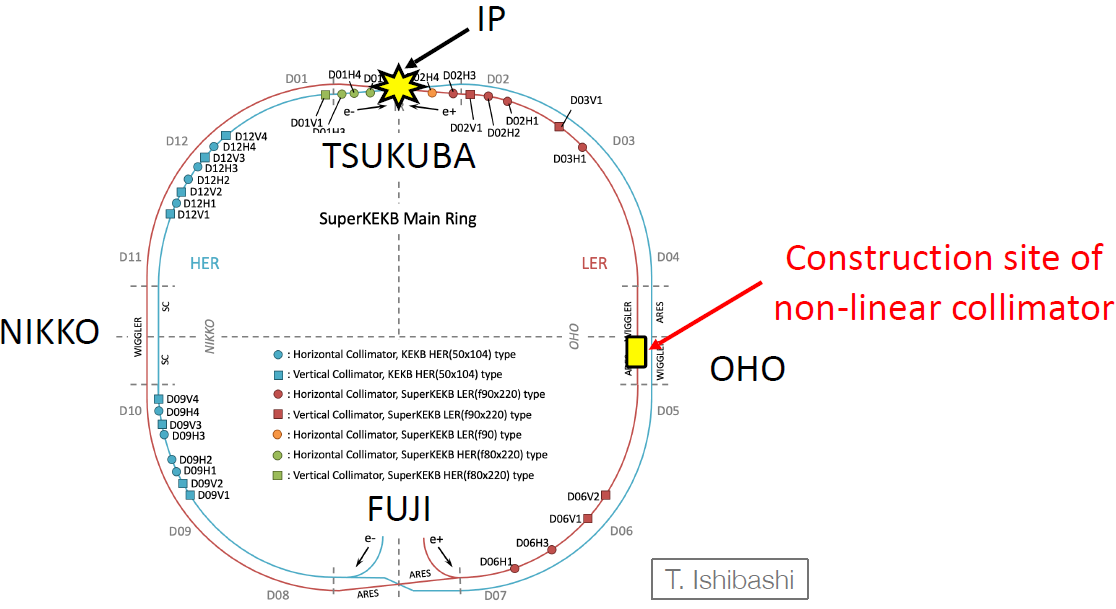 IP
D01
D01H4
D01
02H4
D02H3
D02
e-
e+
D01V1
D01H3
D02V1
D02H2
D02H1
D03V1
D03H1
D03
TSUKUBA
D12
D12V4
D12H4
D12V3
D12H3
D12H2
D12V2
D12H1
D12V1
SuperKEKB Main Ring
D11
HER
LER
D04
Construction site of
non-linear collimator
NIKKO
WIGGLER
SC
SC
NIKKO
OHO
WIGGLER
ARES
WIGGLE
OHO
: Horizontal Collimator, KEKB HER(50x104) type
: Vertical Collimator, KEKB HER(50x104) type
: Horizontal Collimator, SuperKEKB LER(f90x220) type
: Vertical Collimator, SuperKEKB LER(f90x220) type
: Horizontal Collimator, SuperKEKB LER(f90) type
: Horizontal Collimator, SuperKEKB HER(f80x220) type
: Vertical Collimator, SuperKEKB HER(f80x220) type
D10
D09V4
D09H4
D09V3
D09H3
D09H2
D09H1
D09V2
D09V1
D05
D06V2
D06V1
D06
D06H3
D06H1
FUJI
D09
e-
e+
ARES
ARES
D08
D07
T. Ishibashi